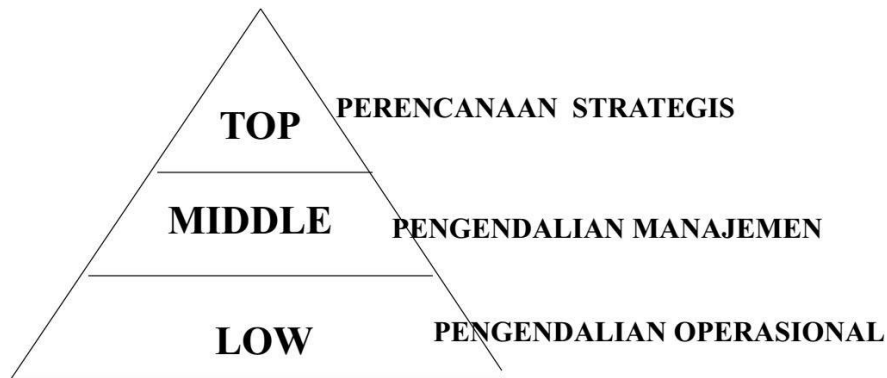 TOP
PERENCANAAN STRATEGIS
MIDDLE
PENGENDALIAN MANAJEMEN
LOW
PENGENDALIAN OPERASIONAL